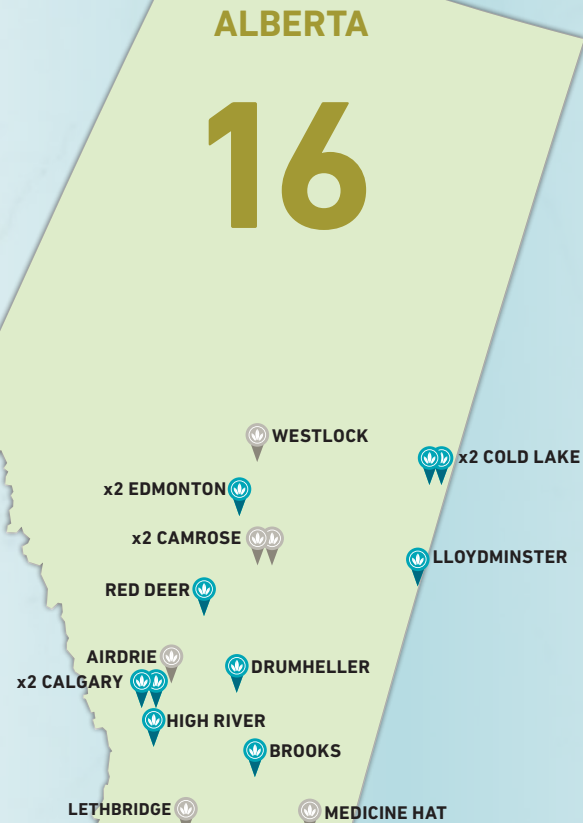 ALBERTA
16
WESTLOCK
x2 COLD LAKE
x2 EDMONTON
x2 CAMROSE
LLOYDMINSTER
RED DEER
AIRDRIE
DRUMHELLER
x2 CALGARY
HIGH RIVER
BROOKS
LETHBRIDGE
MEDICINE HAT